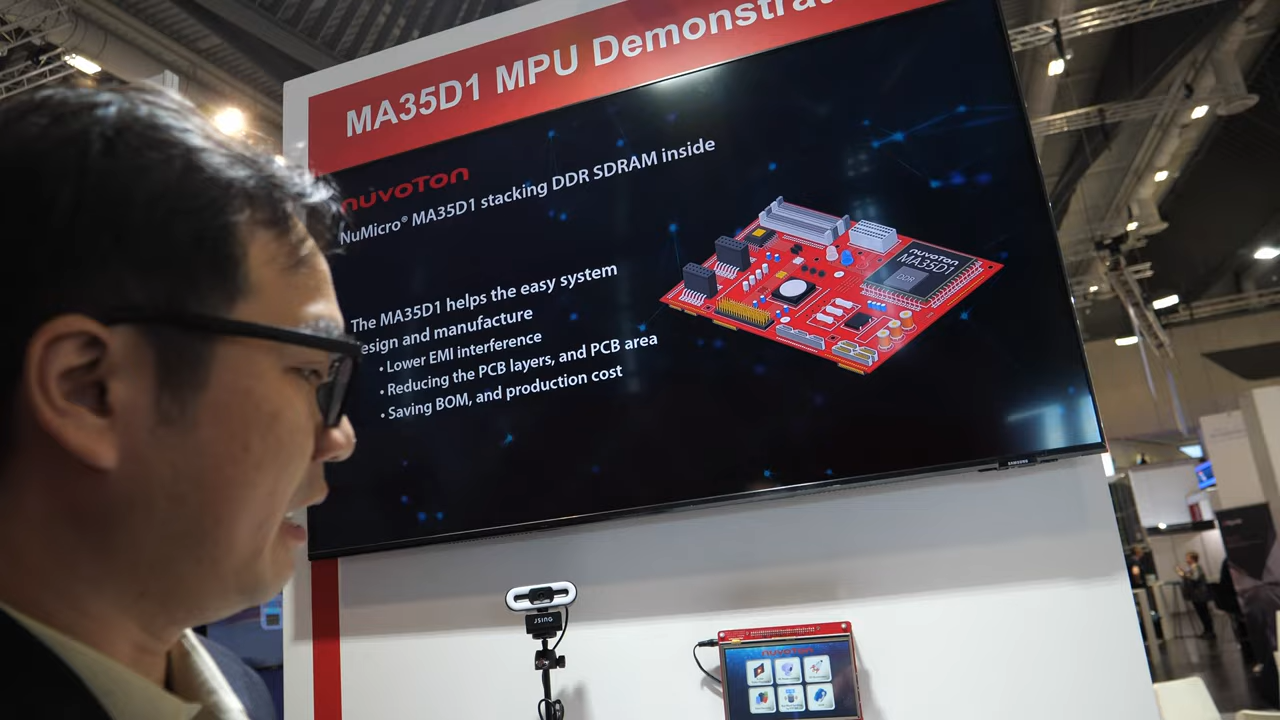 MA35D1 MPU Demonstrat
nuvoTon
NuMicro® MA35D1 stacking DDR SDRAM inside
The MA35D1 helps the easy system
esign and manufacture
• Lower EMI interference
• Reducing the PCB layers, and PCB area
• Saving BOM, and production cost
nuvoTon
MA35D1
DDR
SAMSUNG
JSING
nuvoTon